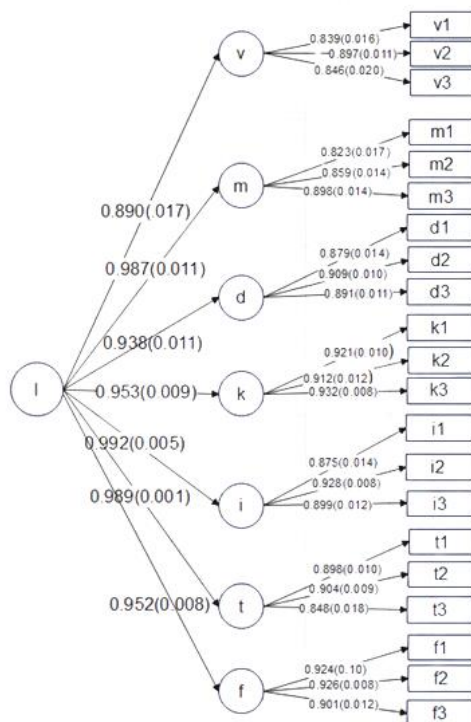 0.839(0.016)
v1
v
0.897(0.011)
v2
0.846(0.020)
v3
m1
0.823(0.017)
m
0.859(0.014)
m2
0.898(0.014)
m3
0.890(.017)
d1
0.879(0.014)
0.987(0.011)
0.909(0.010)
d2
d
0.891(0.011)
d3
0.938(0.011)
k1
0.921(0.010)
k2
l
0.953(0.009)
k
0.912(0.012)
0.932(0.008)
k3
0.992(0.005)
i1
0.875(0.014)
i2
0.928(0.008)
i
0.899(0.012)
i3
0.989(0.001)
t1
0.898(0.010)
t2
0.904(0.009)
0.952(0.008)
t
0.848(0.018)
t3
f1
0.924(0.10)
f2
f
0.926(0.008)
0.901(0.012)
f3